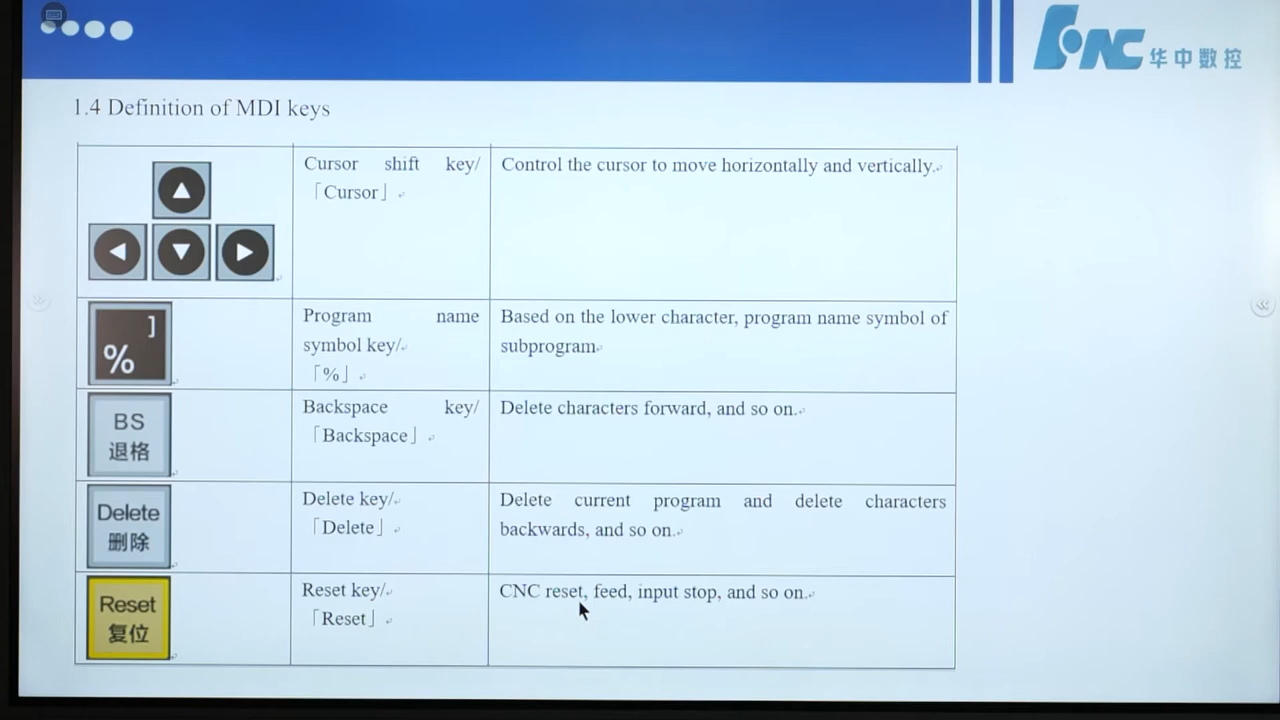 CNC 华中数控
1.4 Definition of MDI keys
Cursor shift key/
「Cursor」
Control the cursor to move horizontally and vertically.
]
%
Program name
symbol key/
「%」
Based on the lower character, program name symbol of
subprogram
BS
退格
Backspace key/
「Backspace」
Delete characters forward, and so on.
Delete
删除
Delete key/
「Delete」
Delete current program and delete characters
backwards, and so on.
Reset
复位
Reset key/
「Reset」
CNC reset, feed, input stop, and so on.